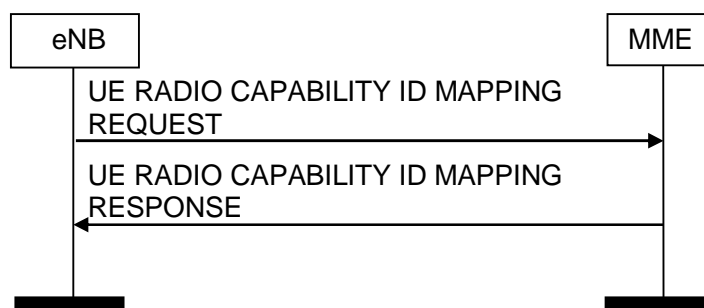 eNB
MME
UE RADIO CAPABILITY ID MAPPING
REQUEST
UE RADIO CAPABILITY ID MAPPING
RESPONSE